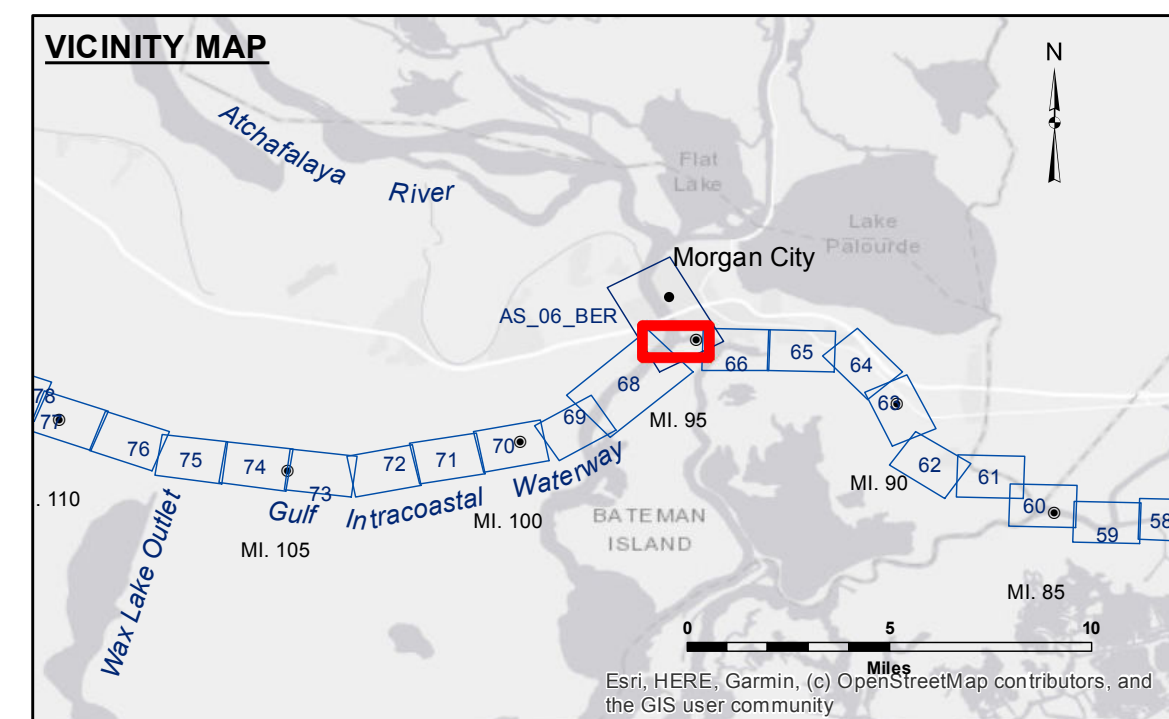 VICINITY MAP
N
Atchafalaya
River
Flat
Lake
Lake
Palourde
Morgan City
AS_06_BER
66
65
64
63
68
MI. 95
69
78
77
76
75
74
73
72
71
70
62
61
60
59
58
MI. 90
. 110
Gulf Intracoastal Waterway
MI. 100
MI. 105
BATEMAN
ISLAND
Wax Lake Outlet
MI. 85
0 5 10
Miles
Esri, HERE, Garmin, (c) OpenStreetMap contributors, and
the GIS user community